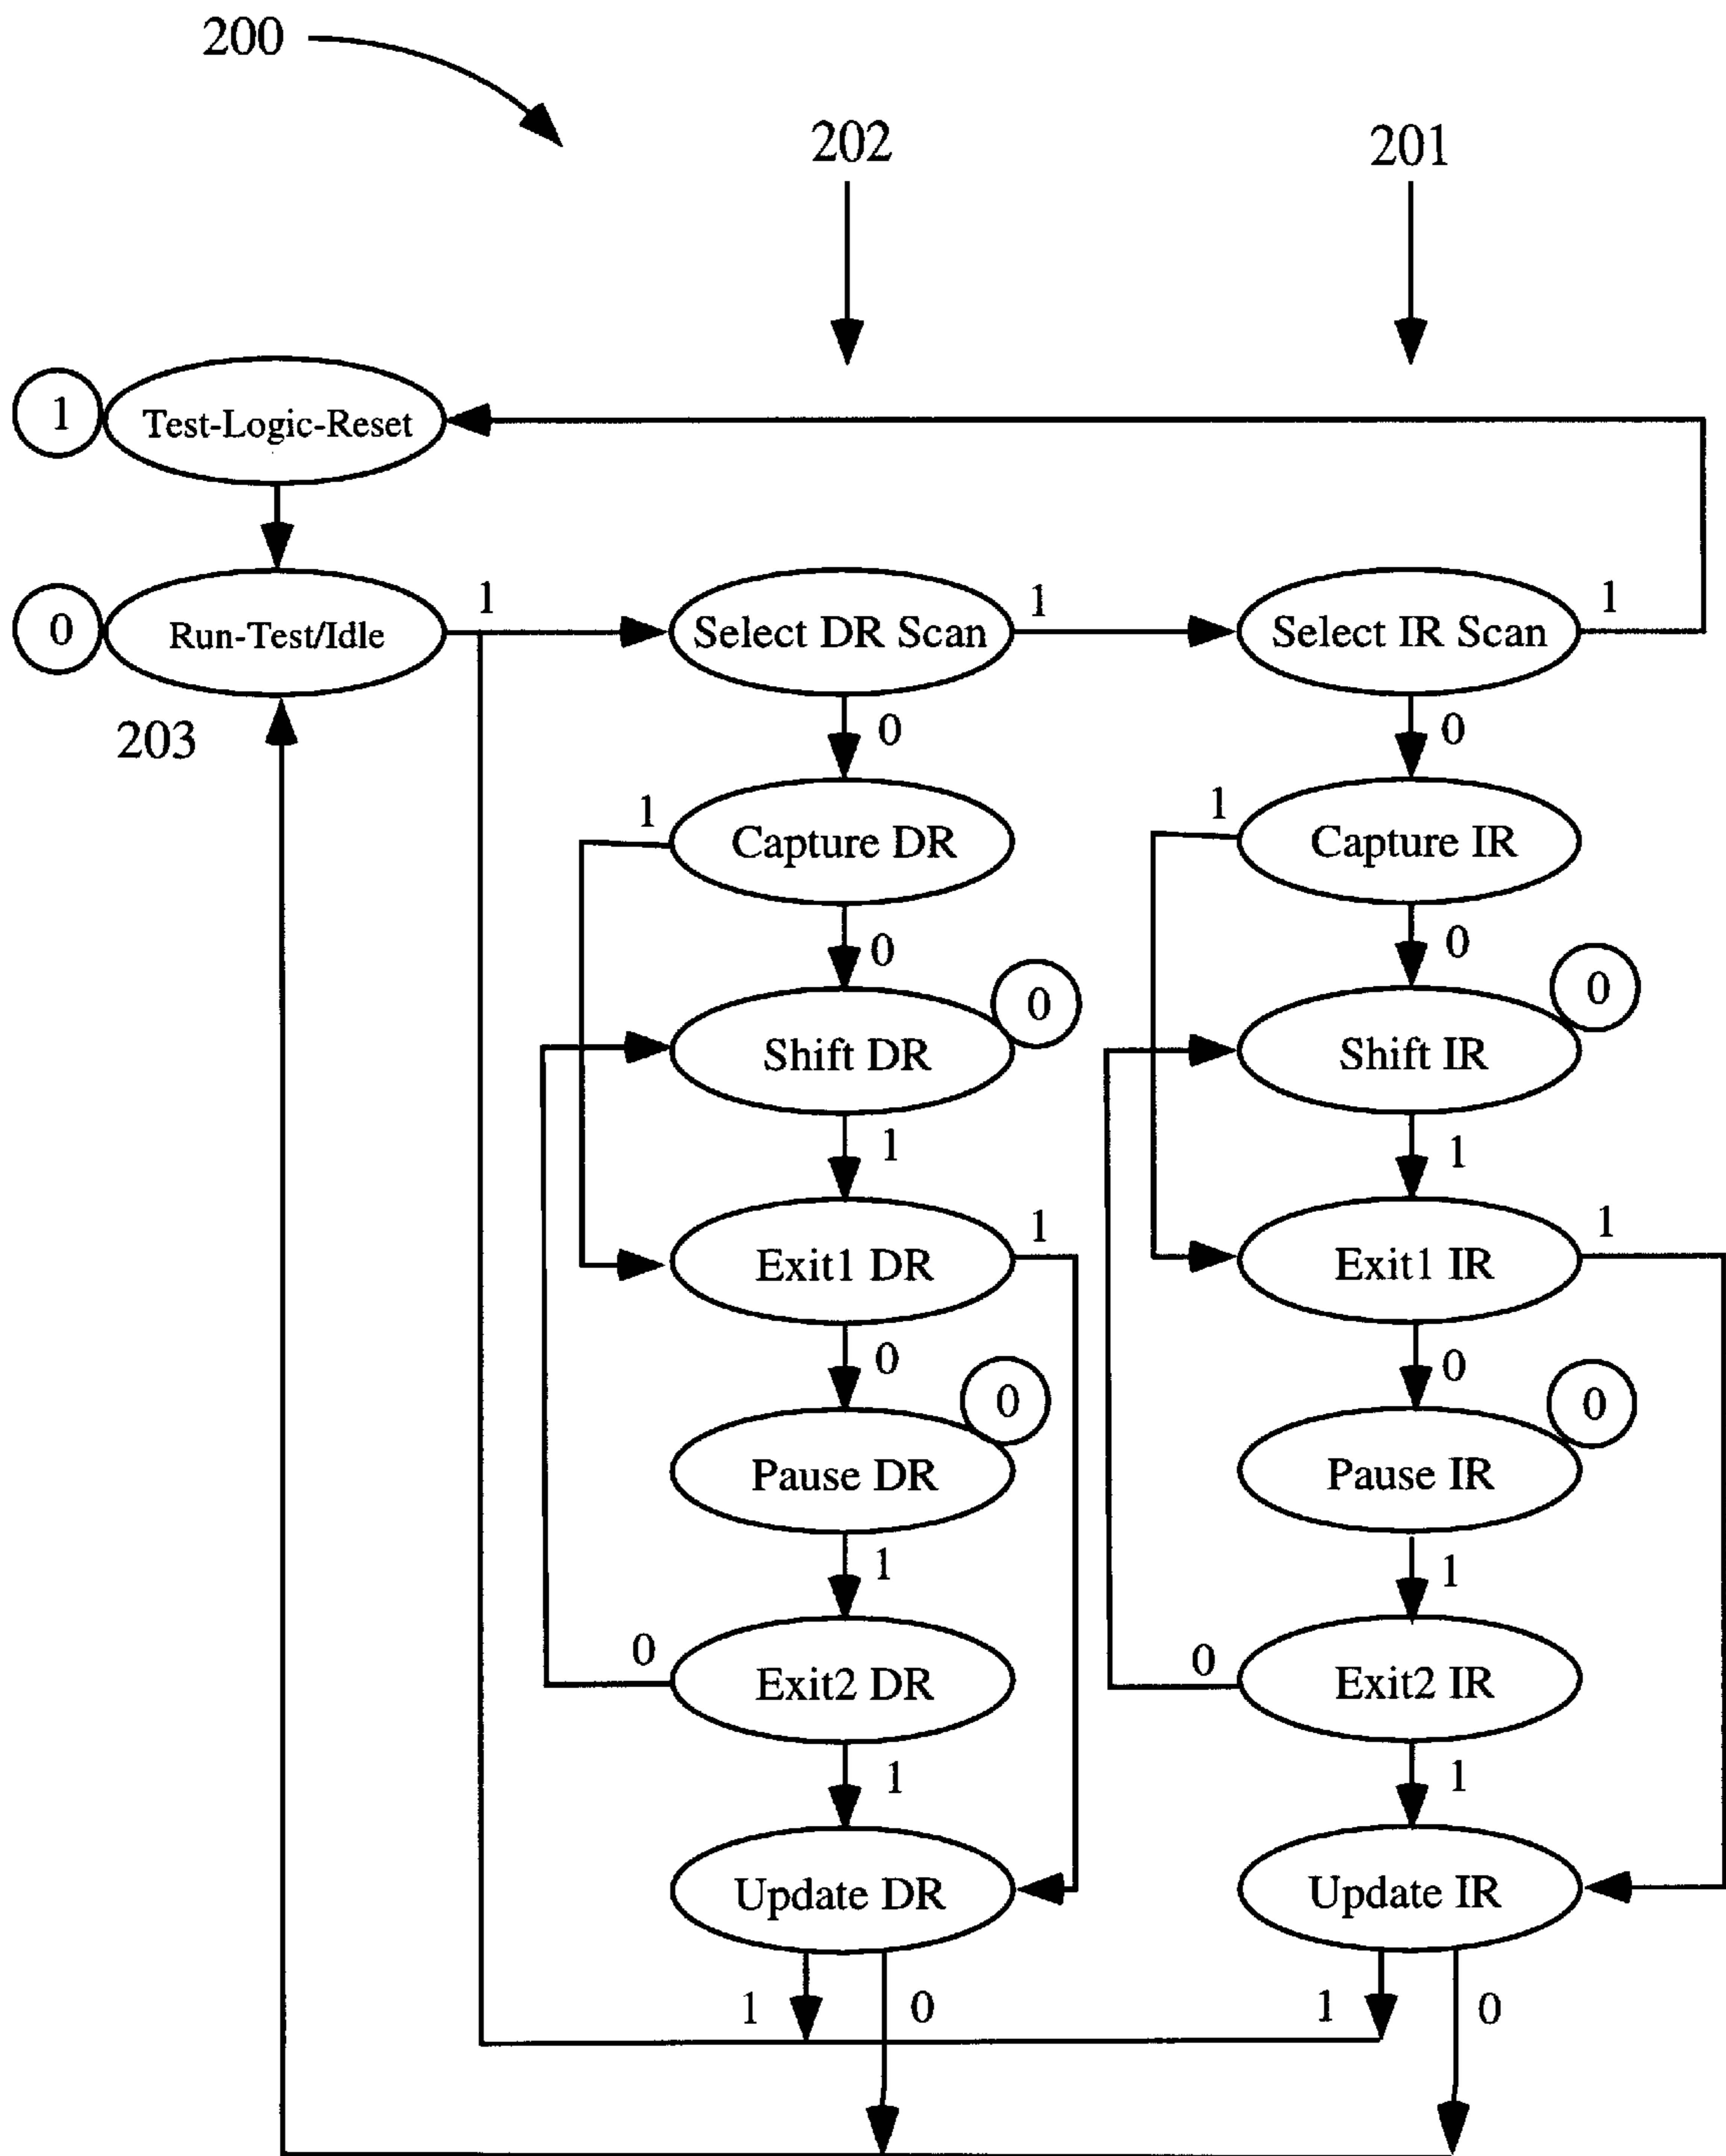 200
202
201
1
Test-Logic-Reset
0
Run-Test/Idle
1
Select DR Scan
1
Select IR Scan
1
203
0
0
1
Capture DR
1
Capture IR
0
0
0
0
Shift DR
Shift IR
1
1
Exit1 DR
1
Exit1 IR
1
0
0
0
0
Pause DR
Pause IR
1
1
0
Exit2 DR
0
Exit2 IR
1
1
Update DR
Update IR
1
0
1
0